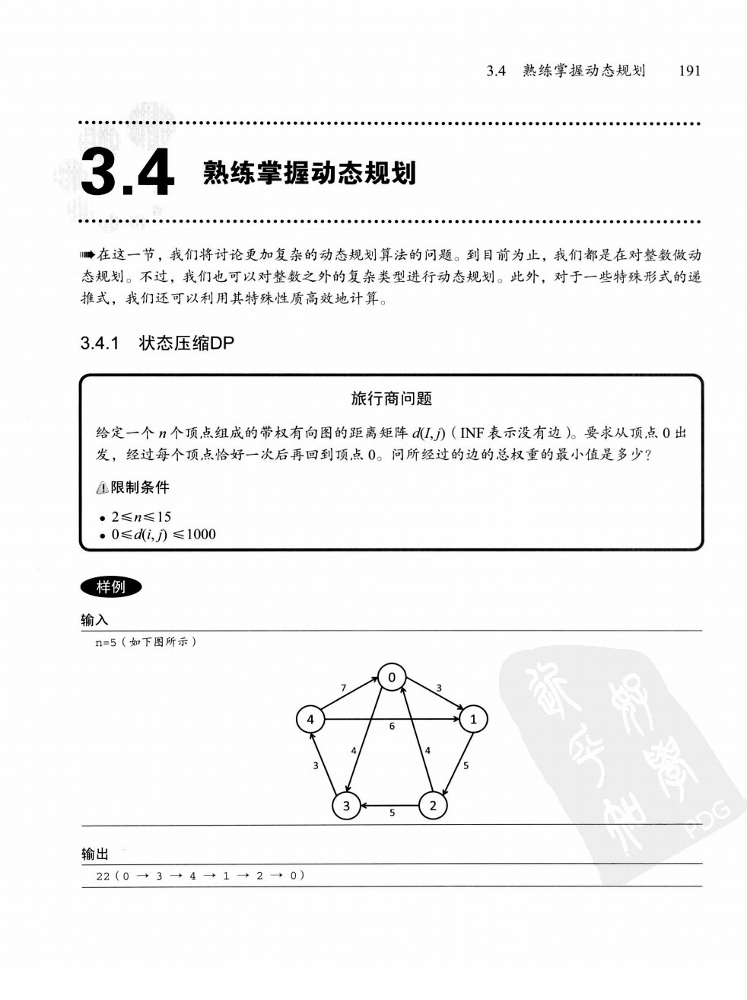 3.4 熟练掌握动态规划 191
3.4 熟练掌握动态规划
在这一节，我们将讨论更加复杂的动态规划算法的问题。到目前为止，我们都是在对整数做动
态规划。不过，我们也可以对整数之外的复杂类型进行动态规划。此外，对于一些特殊形式的递
推式，我们还可以利用其特殊性质高效地计算。
3.4.1 状态压缩DP
旅行商问题
给定一个 n 个顶点组成的带权有向图的距离矩阵 d(I,j)（INF 表示没有边）。要求从顶点 0 出
发，经过每个顶点恰好一次后再回到顶点 0。问所经过的边的总权重的最小值是多少？
限制条件
• 2≤n≤15
• 0≤d(i, j) ≤1000
样例
输入
n=5（如下图所示）
0
7 3
4 1
6
4 4
3 5
3 2
5
输出
22（0 → 3 → 4 → 1 → 2 → 0）
PDG